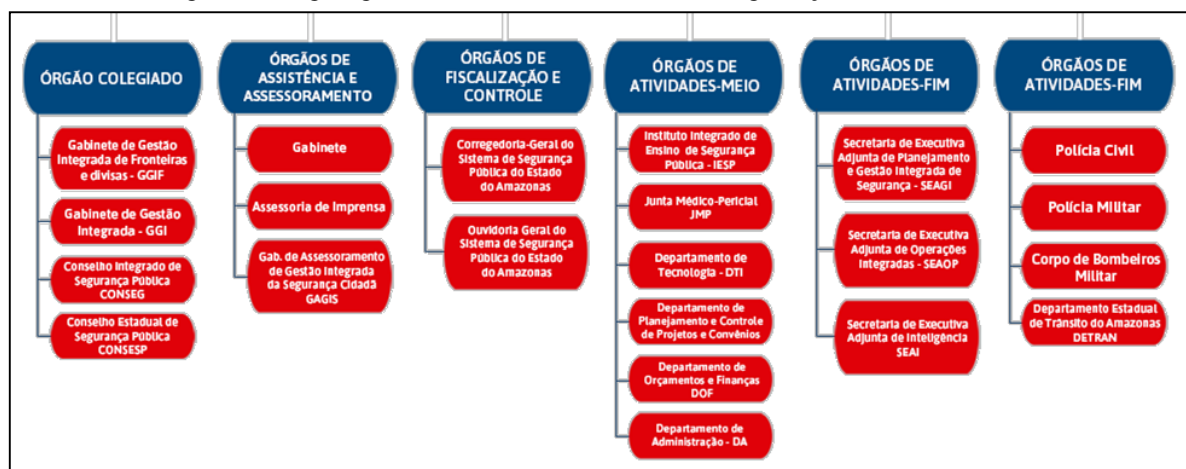 ÓRGÃO COLEGIADO
Gabinete de Gestão
Integrada de Fronteiras
e divisas - GGIF
Gabinete de Gestão
Integrada - GGI
Conselho Integrado de
Segurança Pública
CONSEG
Conselho Estadual de
Segurança Pública
CONSESP
ÓRGÃOS DE
ASSISTÊNCIA E
ASSESSORAMENTO
Gabinete
Assessoria de Imprensa
Gab. de Assessoramento
de Gestão Integrada
da Segurança Cidadã
GAGIS
ÓRGÃOS DE
FISCALIZAÇÃO E
CONTROLE
Corregedoria-Geral do
Sistema de Segurança
Pública do Estado
do Amazonas
Ouvidoria Geral do
Sistema de Segurança
Pública do Estado
do Amazonas
ÓRGÃOS DE
ATIVIDADES-MEIO
Instituto Integrado de
Ensino de Segurança
Pública - IESP
Junta Médico-Pericial
JMP
Departamento de
Tecnologia - DTI
Departamento de
Planejamento e Controle
de Projetos e Convênios
Departamento de
Orçamentos e Finanças
DOF
Departamento de
Administração - DA
ÓRGÃOS DE
ATIVIDADES-FIM
Secretaria de Executiva
Adjunta de Planejamento
e Gestão Integrada de
Segurança - SEAGI
Secretaria de Executiva
Adjunta de Operações
Integradas - SEAOP
Secretaria de Executiva
Adjunta de Inteligência
SEAI
ÓRGÃOS DE
ATIVIDADES-FIM
Polícia Civil
Polícia Militar
Corpo de Bombeiros
Militar
Departamento Estadual
de Trânsito do Amazonas
DETRAN